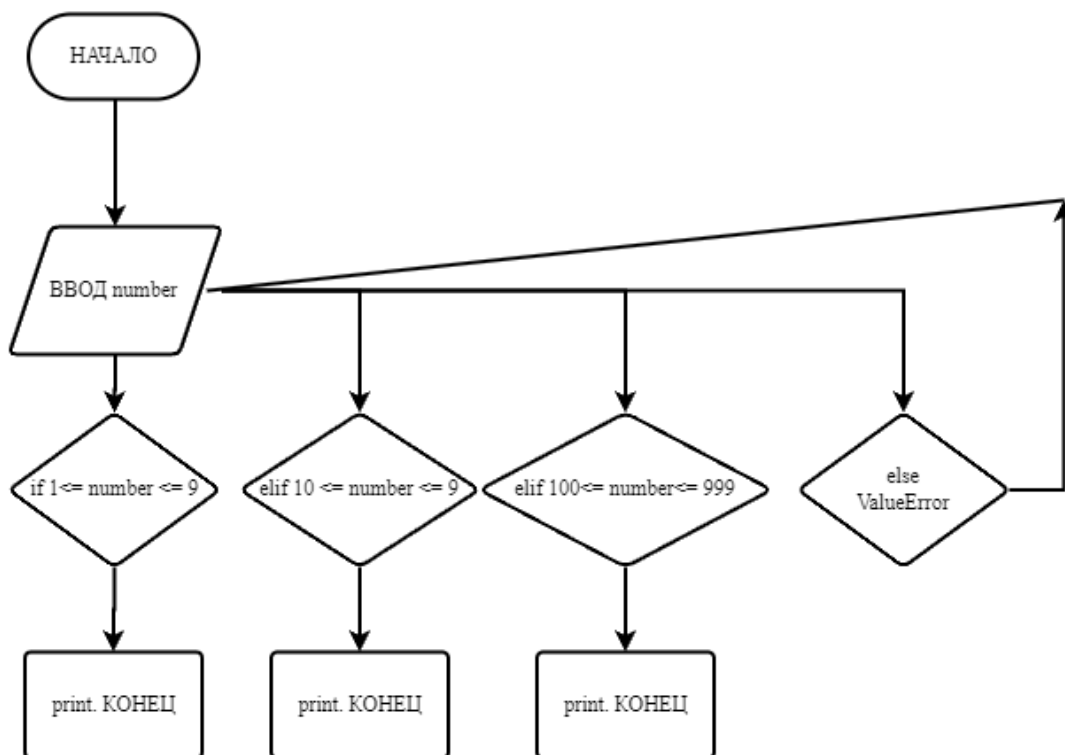 НАЧАЛО
ВВОД number
if 1<= number <= 9
elif 10 <= number <= 9
elif 100<= number<= 999
else
ValueError
print. КОНЕЦ
print. КОНЕЦ
print. КОНЕЦ